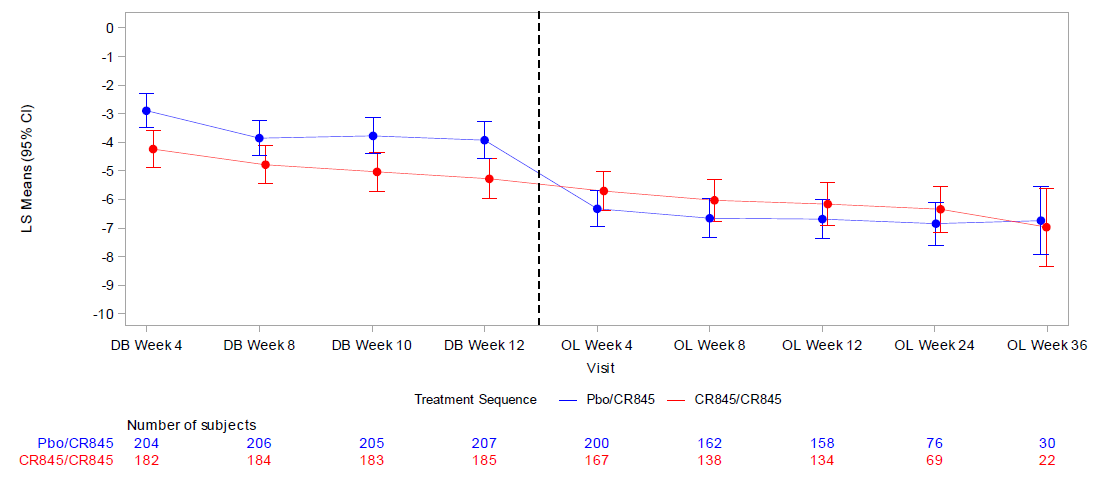 0
-1
-2
-3
-4
-5
-6
-7
-8
-9
-10
LS Means (95% CI)
DB Week 4 DB Week 8 DB Week 10 DB Week 12 OL Week 4 OL Week 8 OL Week 12 OL Week 24 OL Week 36
Visit
Treatment Sequence Pbo/CR845 CR845/CR845
Number of subjects
Pbo/CR845 204 206 205 207 200 162 158 76 30
CR845/CR845 182 184 183 185 167 138 134 69 22